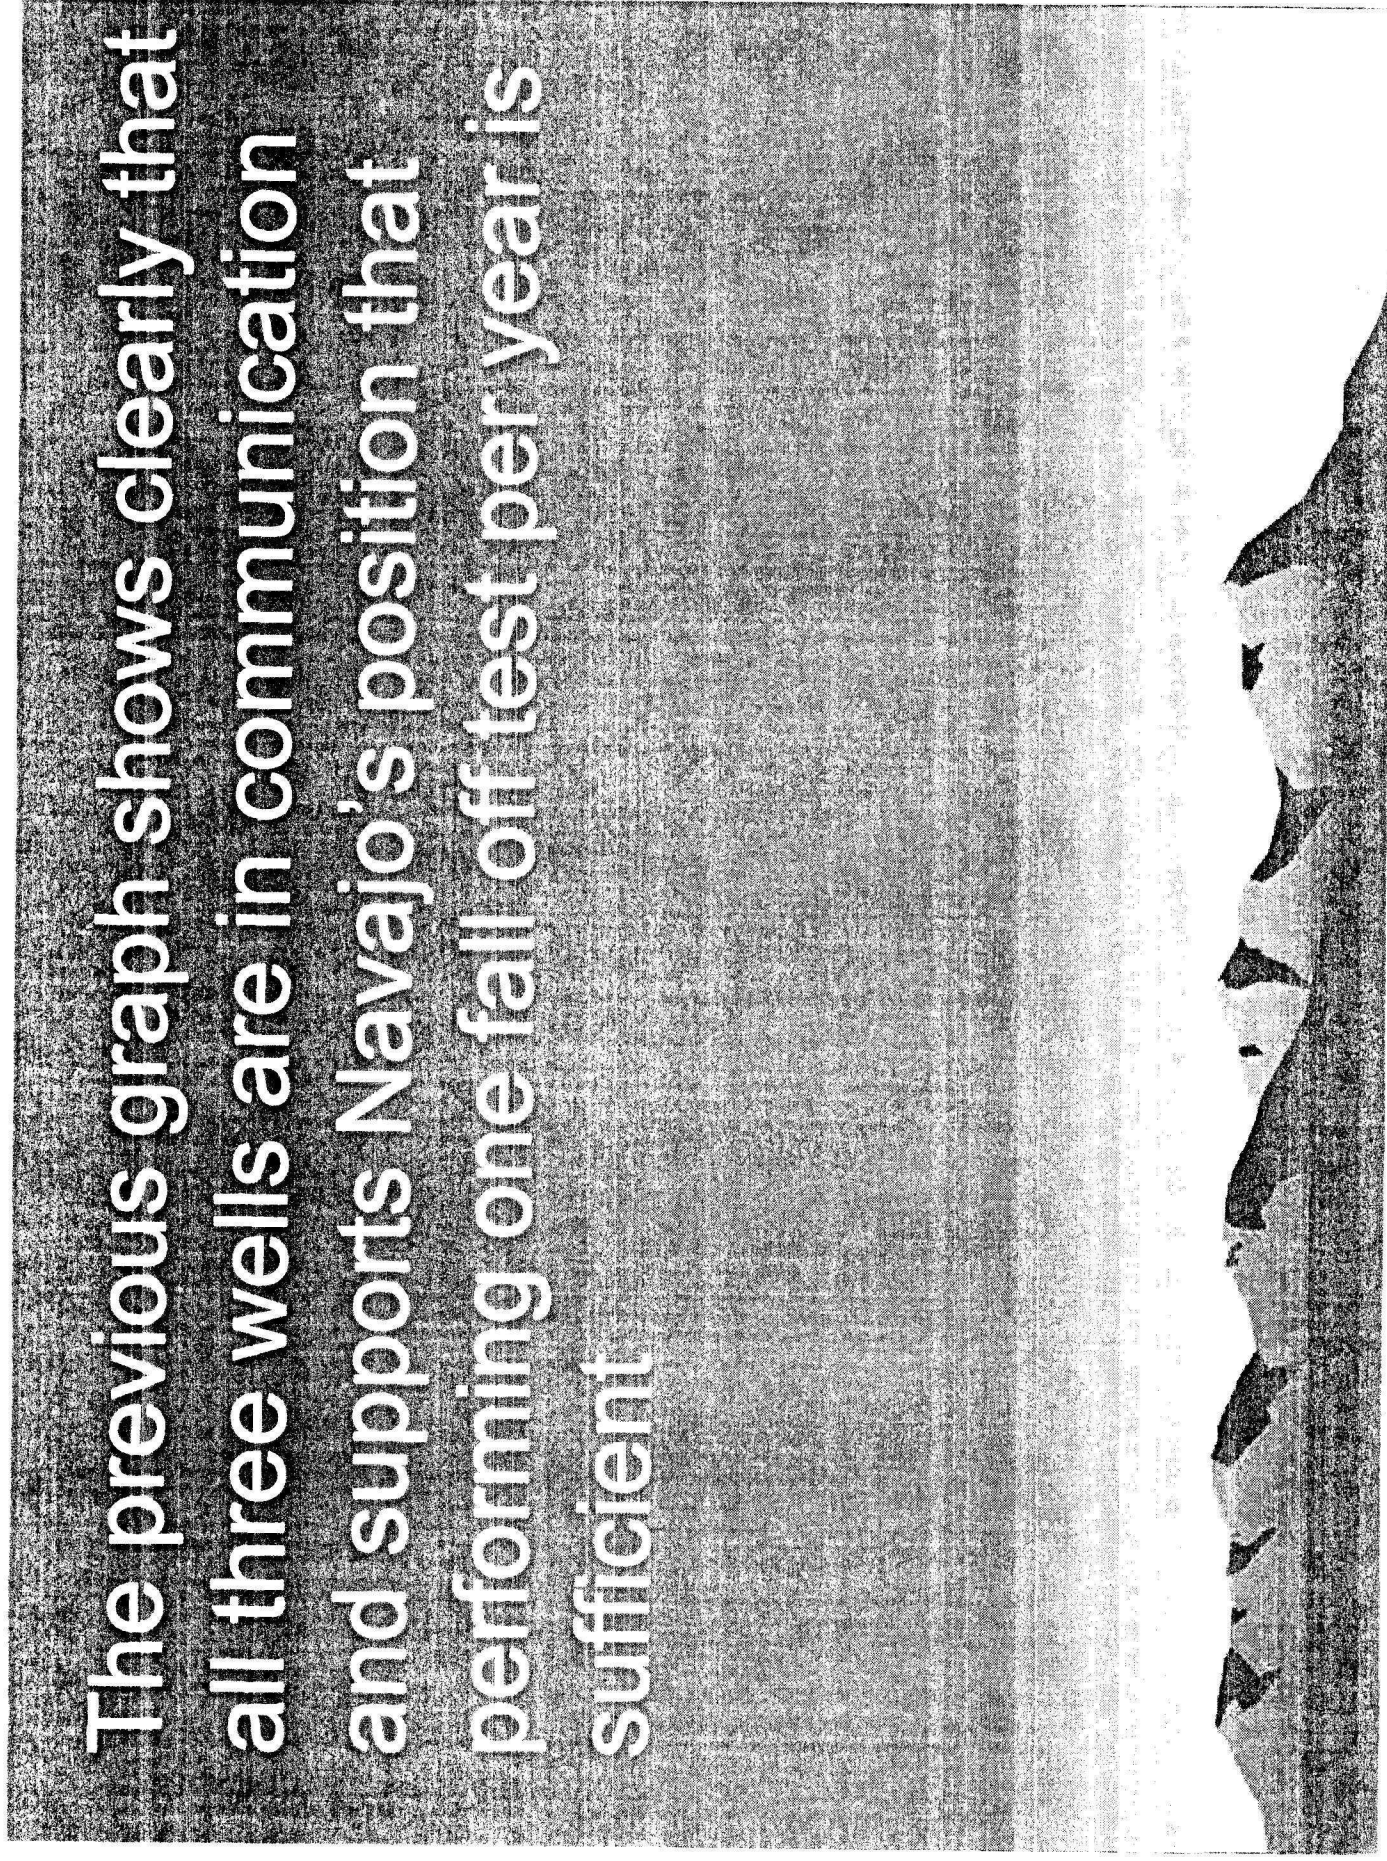 The previous graph shows clearly that
all three wells are in communication
and supports Navajo's position that
performing one fall off test per year is
sufficient